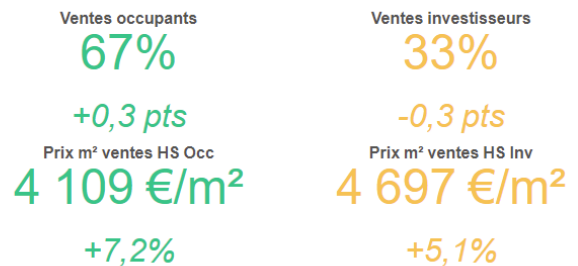 Ventes occupants
67%
+0,3 pts
Prix m² ventes HS Occ
4 109 €/m²
+7,2%
Ventes investisseurs
33%
-0,3 pts
Prix m² ventes HS Inv
4 697 €/m²
+5,1%